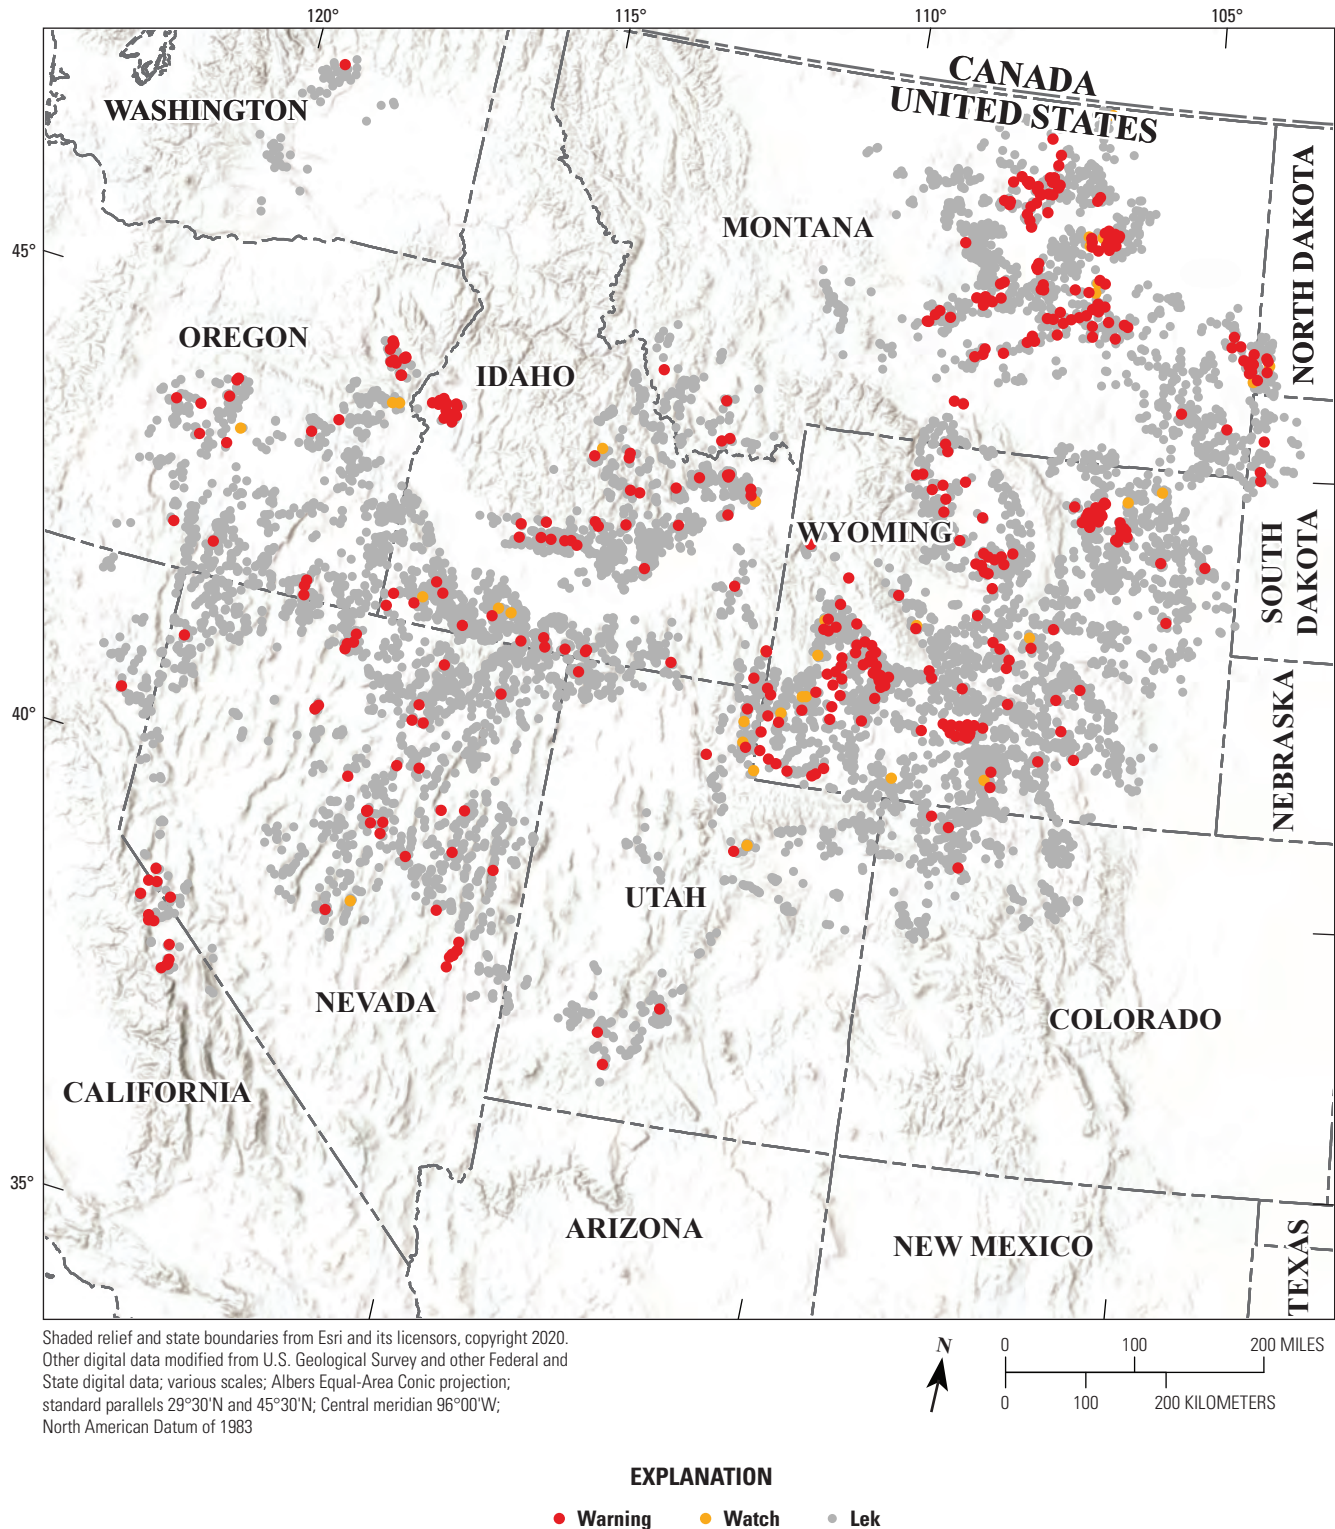 120° 115° 110° 105°
CANADA
UNITED STATES
WASHINGTON
NORTH DAKOTA
MONTANA
45°
OREGON
IDAHO
WYOMING
SOUTH
DAKOTA
40°
NEBRASKA
UTAH
NEVADA
COLORADO
CALIFORNIA
35°
ARIZONA
NEW MEXICO
TEXAS
Shaded relief and state boundaries from Esri and its licensors, copyright 2020.
Other digital data modified from U.S. Geological Survey and other Federal and
State digital data; various scales; Albers Equal-Area Conic projection;
standard parallels 29°30'N and 45°30'N; Central meridian 96°00'W;
North American Datum of 1983
N
0 100 200 MILES
0 100 200 KILOMETERS
EXPLANATION
Warning Watch Lek